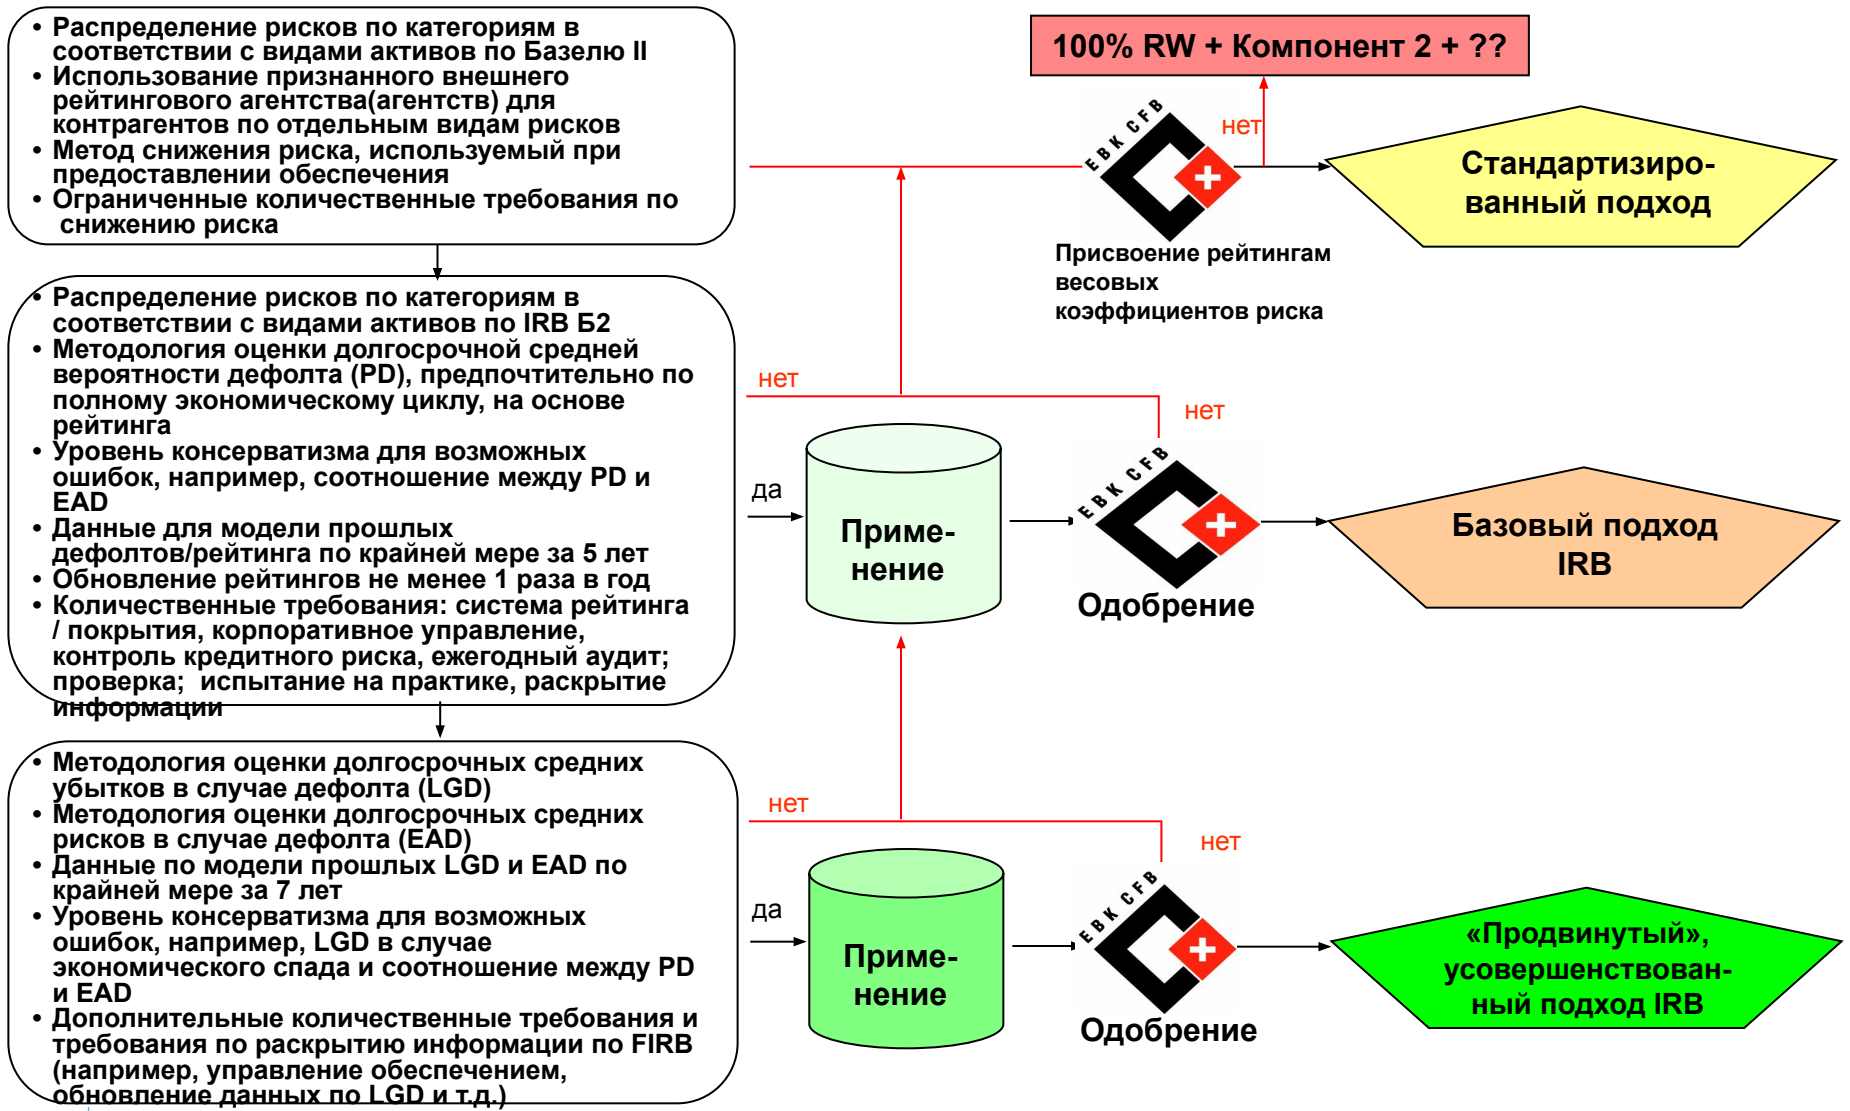 • Распределение рисков по категориям в
соответствии с видами активов по Базелю II
• Использование признанного внешнего
рейтингового агентства(агентств) для
контрагентов по отдельным видам рисков
• Метод снижения риска, используемый при
предоставлении обеспечения
• Ограниченные количественные требования по
снижению риска
100% RW + Компонент 2 + ??
EBK CFB
нет
Стандартизиро-
ванный подход
Присвоение рейтингам
весовых
коэффициентов риска
• Распределение рисков по категориям в
соответствии с видами активов по IRB Б2
• Методология оценки долгосрочной средней
вероятности дефолта (PD), предпочтительно по
полному экономическому циклу, на основе
рейтинга
• Уровень консерватизма для возможных
ошибок, например, соотношение между PD и
EAD
• Данные для модели прошлых
дефолтов/рейтинга по крайней мере за 5 лет
• Обновление рейтингов не менее 1 раза в год
• Количественные требования: система рейтинга
/ покрытия, корпоративное управление,
контроль кредитного риска, ежегодный аудит;
проверка; испытание на практике, раскрытие
информации
нет
нет
да
Приме-
нение
EBK CFB
Одобрение
Базовый подход
IRB
• Методология оценки долгосрочных средних
убытков в случае дефолта (LGD)
• Методология оценки долгосрочных средних
рисков в случае дефолта (EAD)
• Данные по модели прошлых LGD и EAD по
крайней мере за 7 лет
• Уровень консерватизма для возможных
ошибок, например, LGD в случае
экономического спада и соотношение между PD
и EAD
• Дополнительные количественные требования и
требования по раскрытию информации по FIRB
(например, управление обеспечением,
обновление данных по LGD и т.д.)
нет
нет
да
Приме-
нение
EBK CFB
Одобрение
«Продвинутый»,
усовершенствован-
ный подход IRB